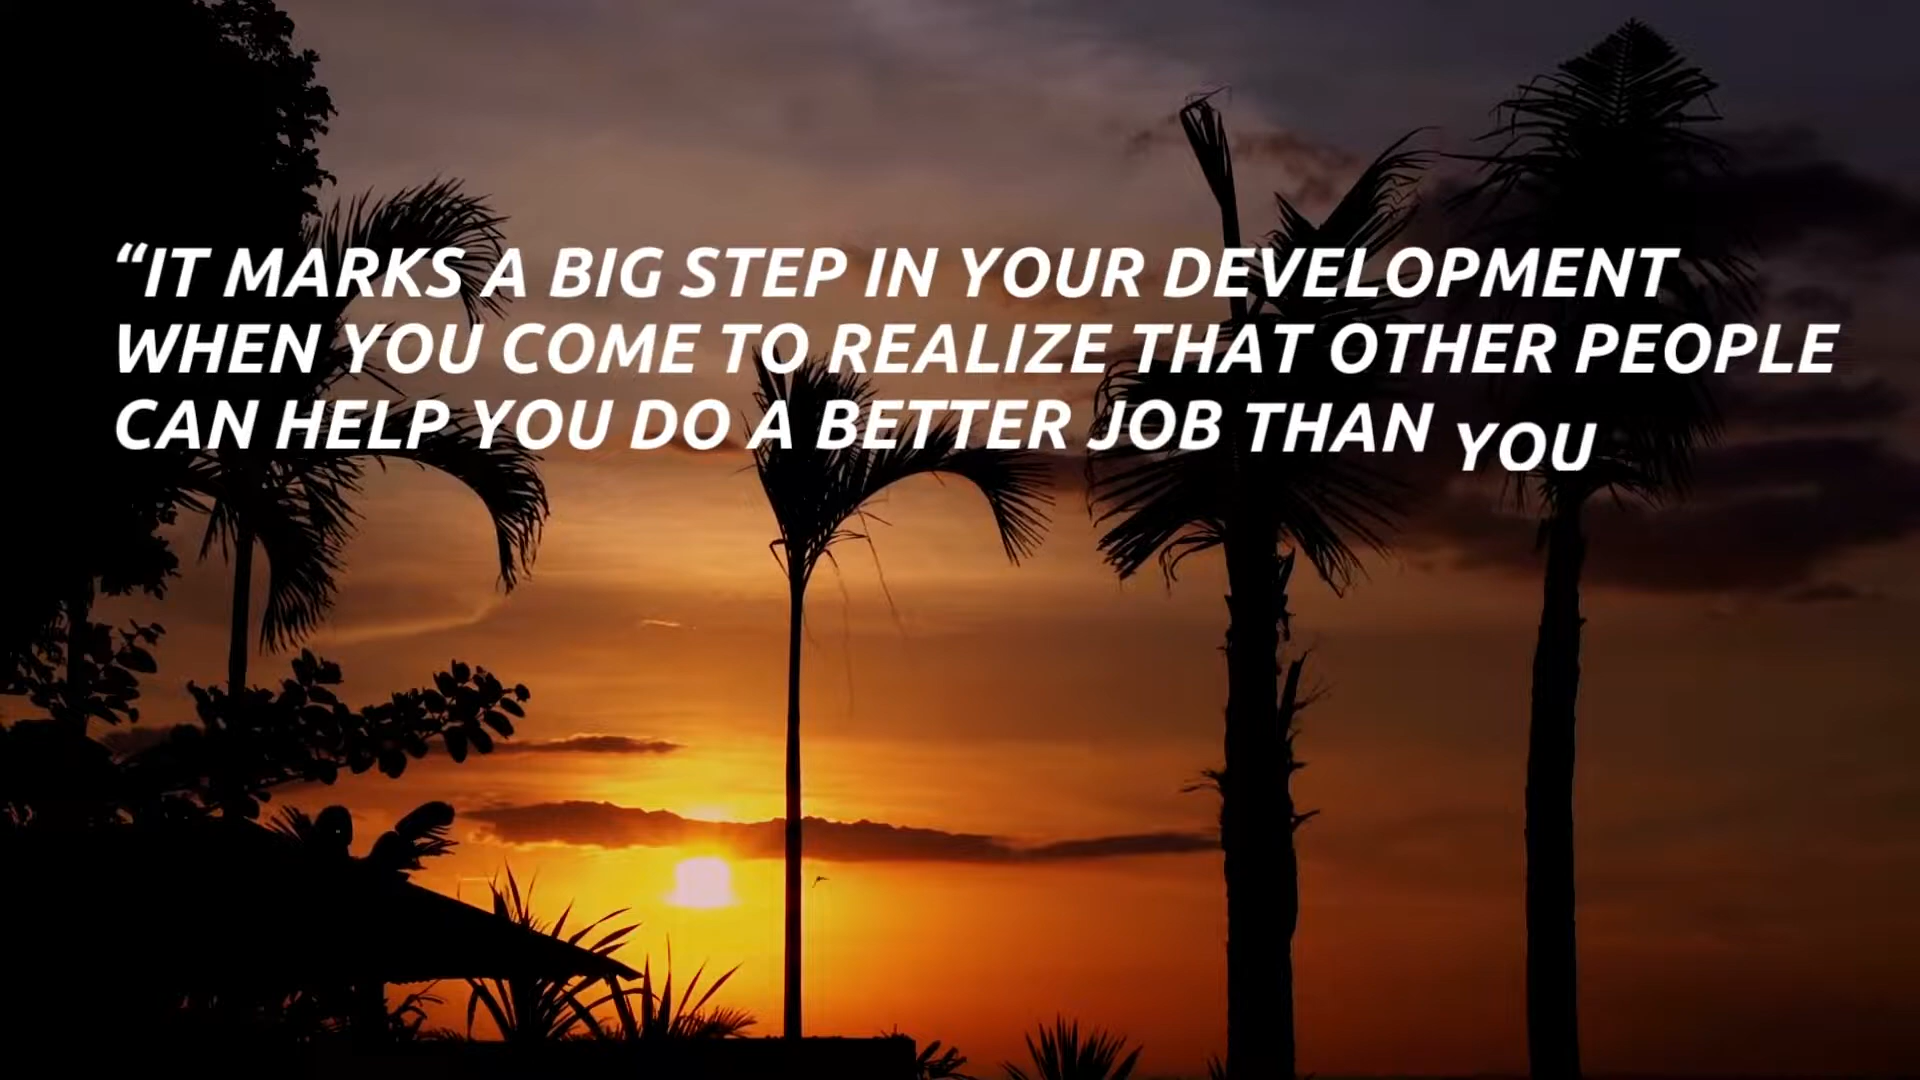 “IT MARKS A BIG STEP IN YOUR DEVELOPMENT
WHEN YOU COME TO REALIZE THAT OTHER PEOPLE
CAN HELP YOU DO A BETTER JOB THAN YOU